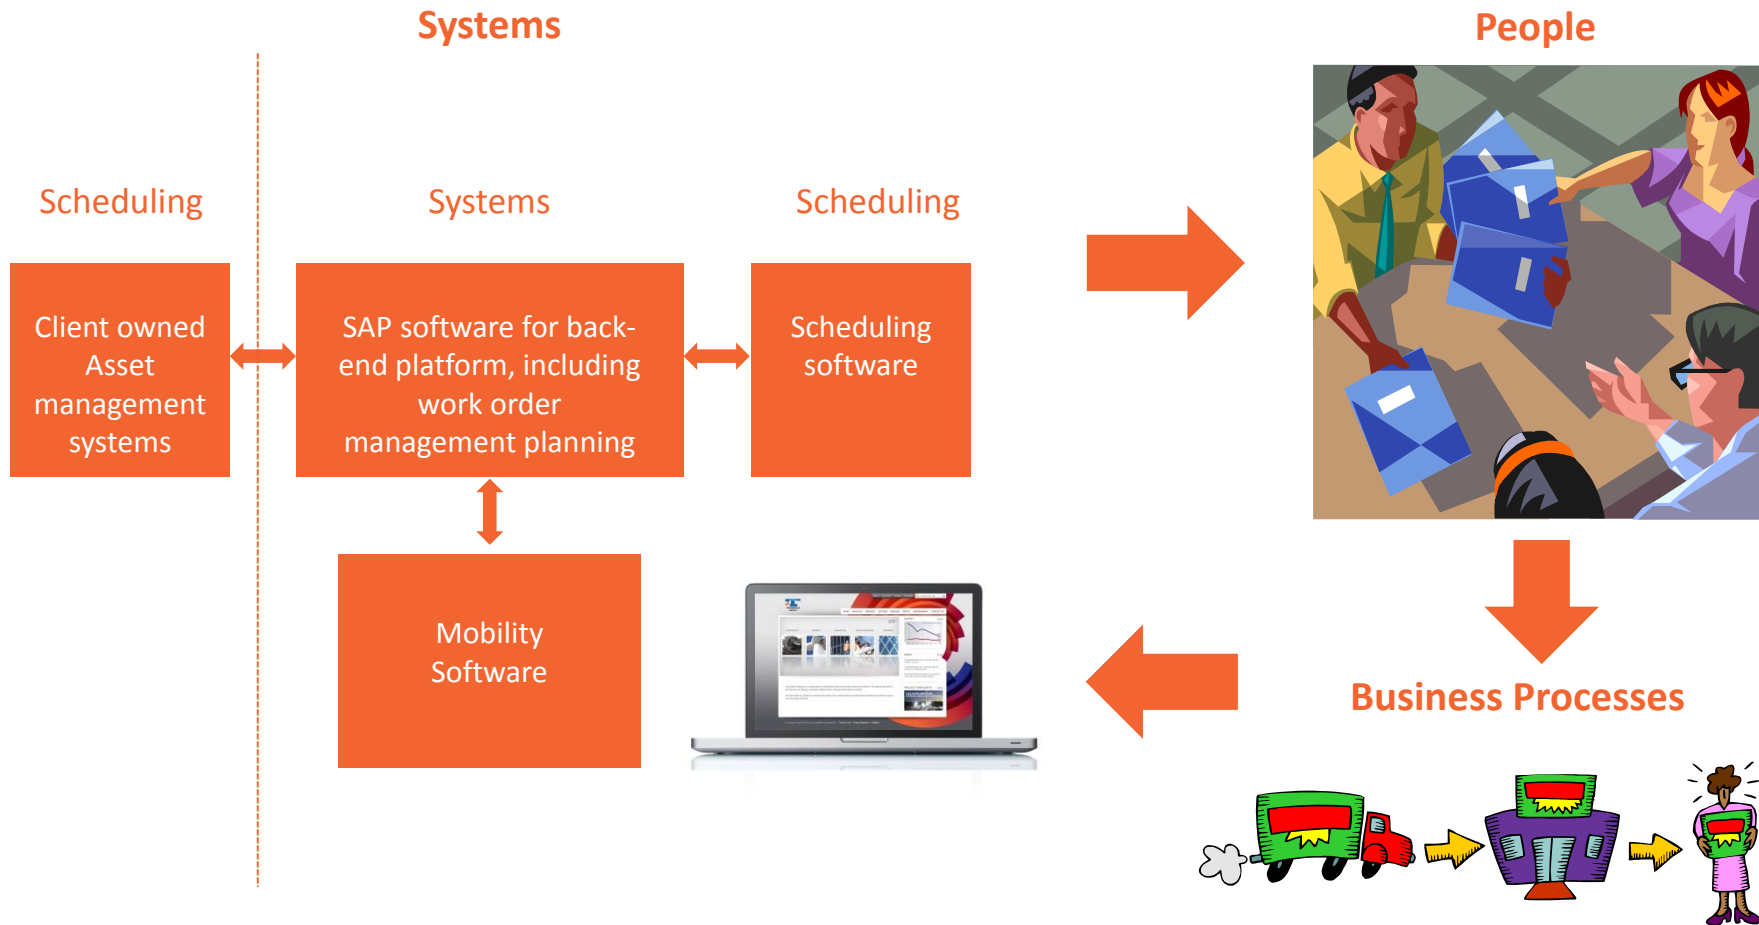 Systems
People
Scheduling
Systems
Scheduling
Client owned
Asset
management
systems
SAP software for back-
end platform, including
work order
management planning
Scheduling
software
Mobility
Software
Business Processes